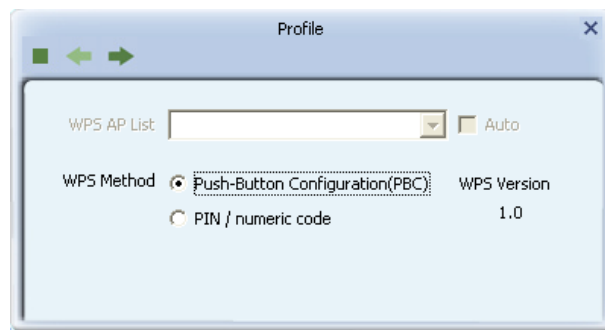 Profile
WPS AP List Auto
WPS Method Push-Button Configuration(PBC) WPS Version
PIN / numeric code 1.0